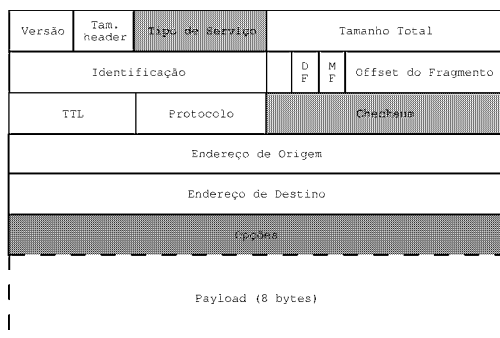 Versão Tam. header Tipo de Serviço Tamanho Total
Identificação D F M F Offset do Fragmento
TTL Protocolo Checksum
Endereço de Origem
Endereço de Destino
Opções
Payload (8 bytes)